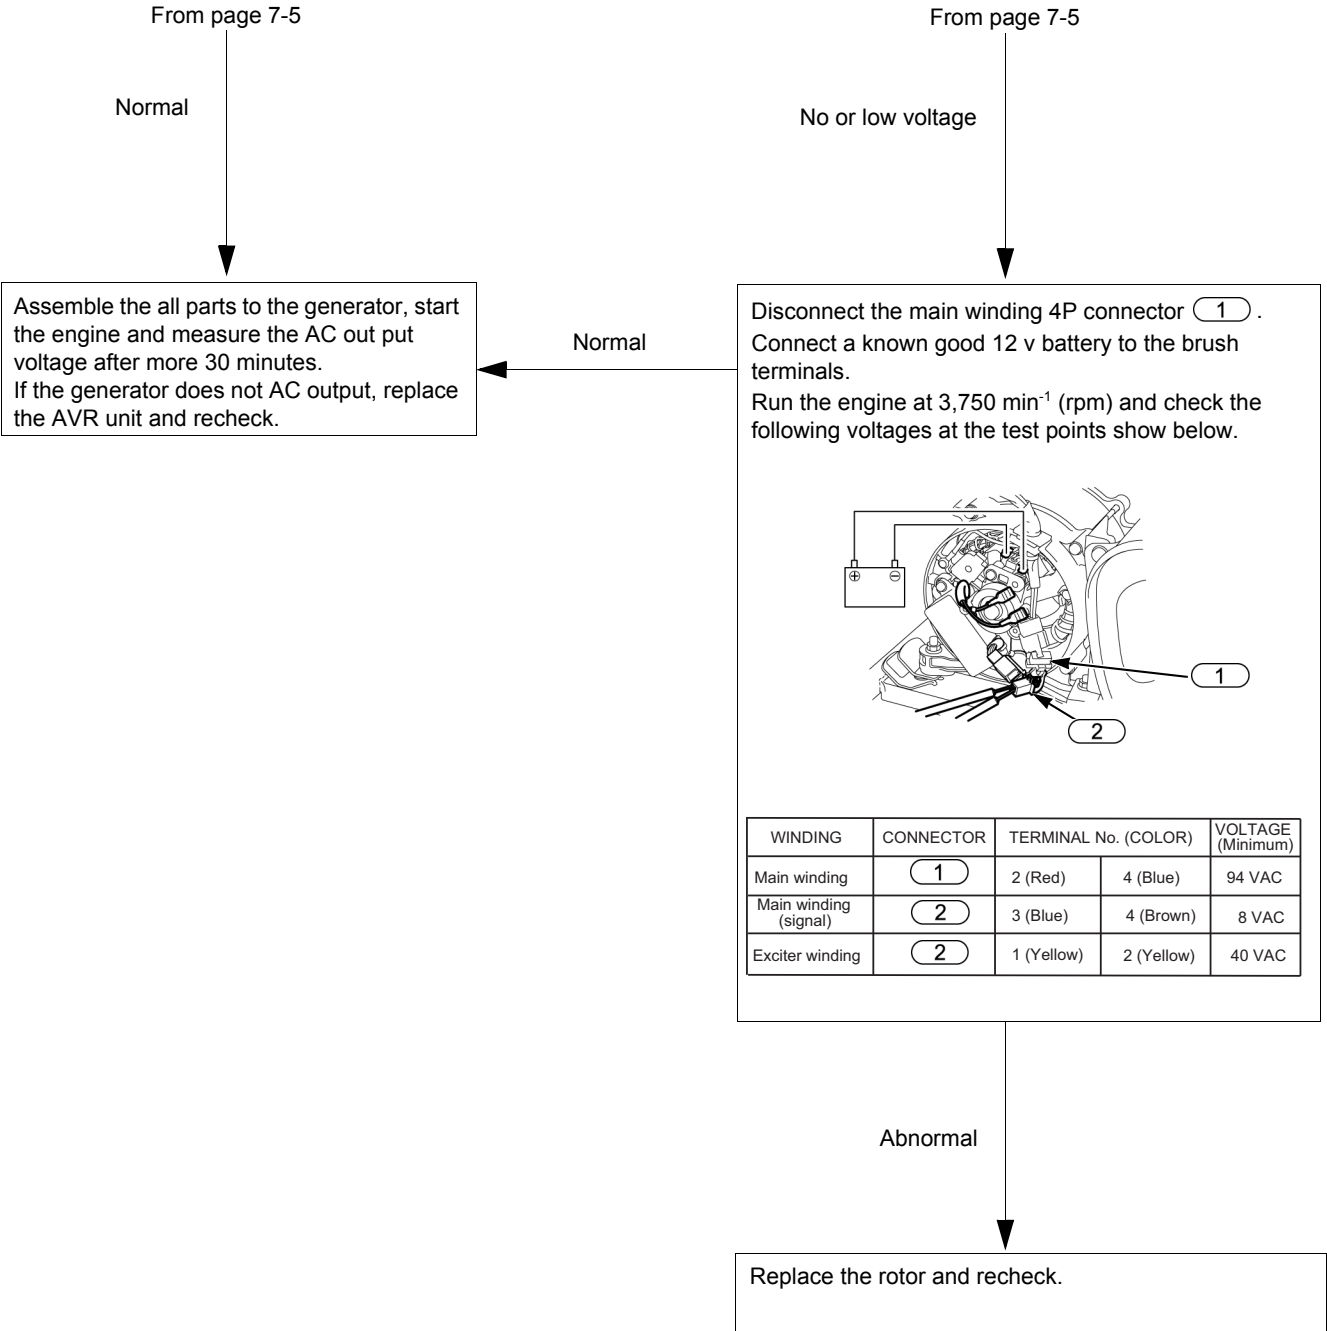 From page 7-5
From page 7-5
Normal
No or low voltage
Assemble the all parts to the generator, start
the engine and measure the AC out put
voltage after more 30 minutes.
If the generator does not AC output, replace
the AVR unit and recheck.
Normal
Disconnect the main winding 4P connector 1 .
Connect a known good 12 v battery to the brush
terminals.
Run the engine at 3,750 min-1 (rpm) and check the
following voltages at the test points show below.
+ −
1
2
WINDING CONNECTOR TERMINAL No. (COLOR) VOLTAGE (Minimum)
Main winding 1 2 (Red) 4 (Blue) 94 VAC
Main winding (signal) 2 3 (Blue) 4 (Brown) 8 VAC
Exciter winding 2 1 (Yellow) 2 (Yellow) 40 VAC
Abnormal
Replace the rotor and recheck.